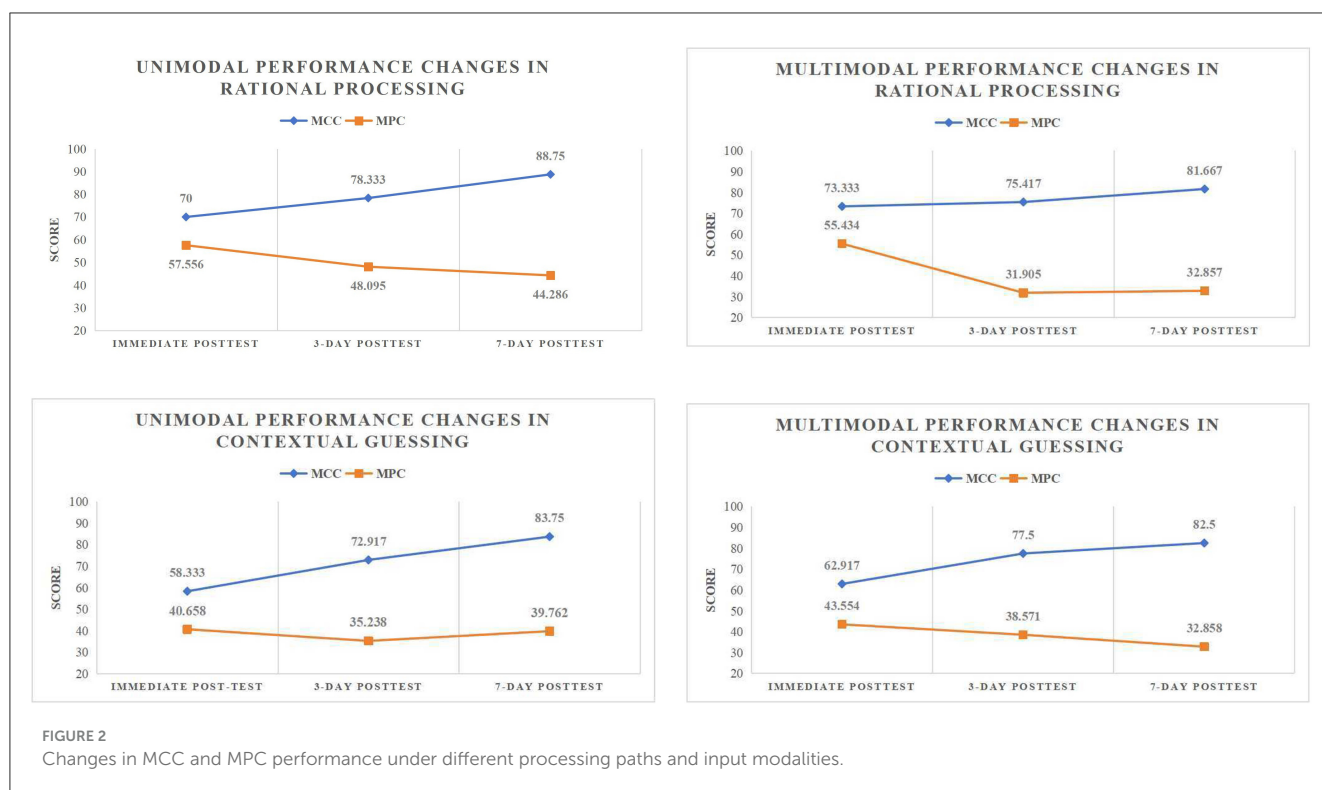 UNIMODAL PERFORMANCE CHANGES IN
RATIONAL PROCESSING
MCC MPC
100
90
80
70
60
50
40
30
20
SCORE
70
78.333
88.75
57.556
48.095
44.286
IMMEDIATE POSTTEST 3-DAY POSTTEST 7-DAY POSTTEST
MULTIMODAL PERFORMANCE CHANGES IN
RATIONAL PROCESSING
MCC MPC
100
90
80
70
60
50
40
30
20
SCORE
73.333
75.417
81.667
55.434
31.905
32.857
IMMEDIATE POSTTEST 3-DAY POSTTEST 7-DAY POSTTEST
UNIMODAL PERFORMANCE CHANGES IN
CONTEXTUAL GUESSING
MCC MPC
100
90
80
70
60
50
40
30
20
SCORE
58.333
72.917
83.75
40.658
35.238
39.762
IMMEDIATE POST-TEST 3-DAY POSTTEST 7-DAY POSTTEST
MULTIMODAL PERFORMANCE CHANGES IN
CONTEXTUAL GUESSING
MCC MPC
100
90
80
70
60
50
40
30
20
SCORE
62.917
77.5
82.5
43.554
38.571
32.858
IMMEDIATE POSTTEST 3-DAY POSTTEST 7-DAY POSTTEST
FIGURE 2
Changes in MCC and MPC performance under different processing paths and input modalities.